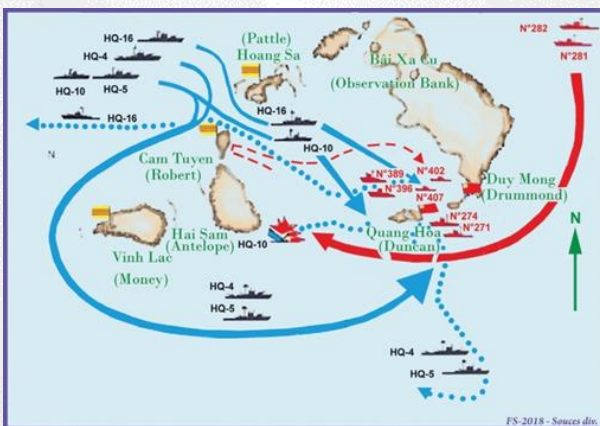 HQ-16
HQ-4
HQ-10 HQ-5
HQ-16
N
(Pattle)
Hoang Sa
Bãi Xa Cu
(Observation Bank)
N°282
N°281
HQ-16
HQ-10
Cam Tuyen
(Robert)
N°389
N°396
N°402
N°407
N°274
N°271
Duy Mong
(Drummond)
Quang Hòa
(Duncan)
Hai Sam
(Antelope)
HQ-10
Vinh Lac
(Money)
N
HQ-4
HQ-5
HQ-4
HQ-5
FS-2018 - Souces div.